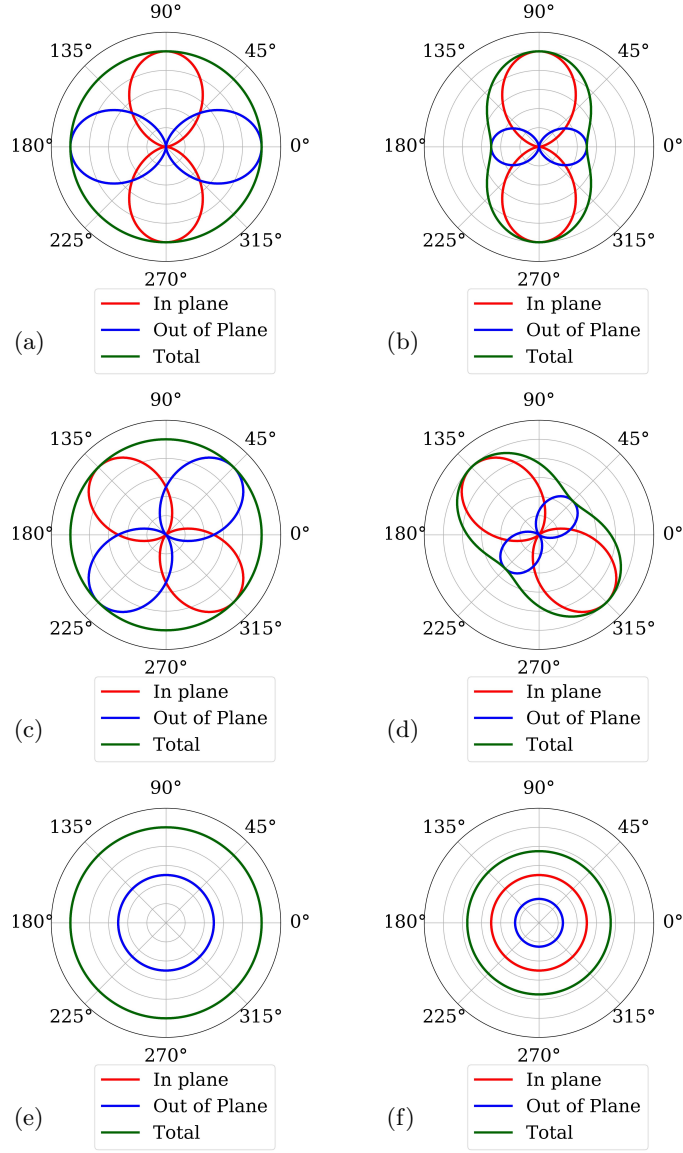 90° 90°
135° 45° 135° 45°
180° 0° 180° 0°
225° 315° 225° 315°
270° 270°
In plane In plane
(a) Out of Plane (b) Out of Plane
Total Total
90° 90°
135° 45° 135° 45°
180° 0° 180° 0°
225° 315° 225° 315°
270° 270°
In plane In plane
(c) Out of Plane (d) Out of Plane
Total Total
90° 90°
135° 45° 135° 45°
180° 0° 180° 0°
225° 315° 225° 315°
270° 270°
In plane In plane
(e) Out of Plane (f) Out of Plane
Total Total